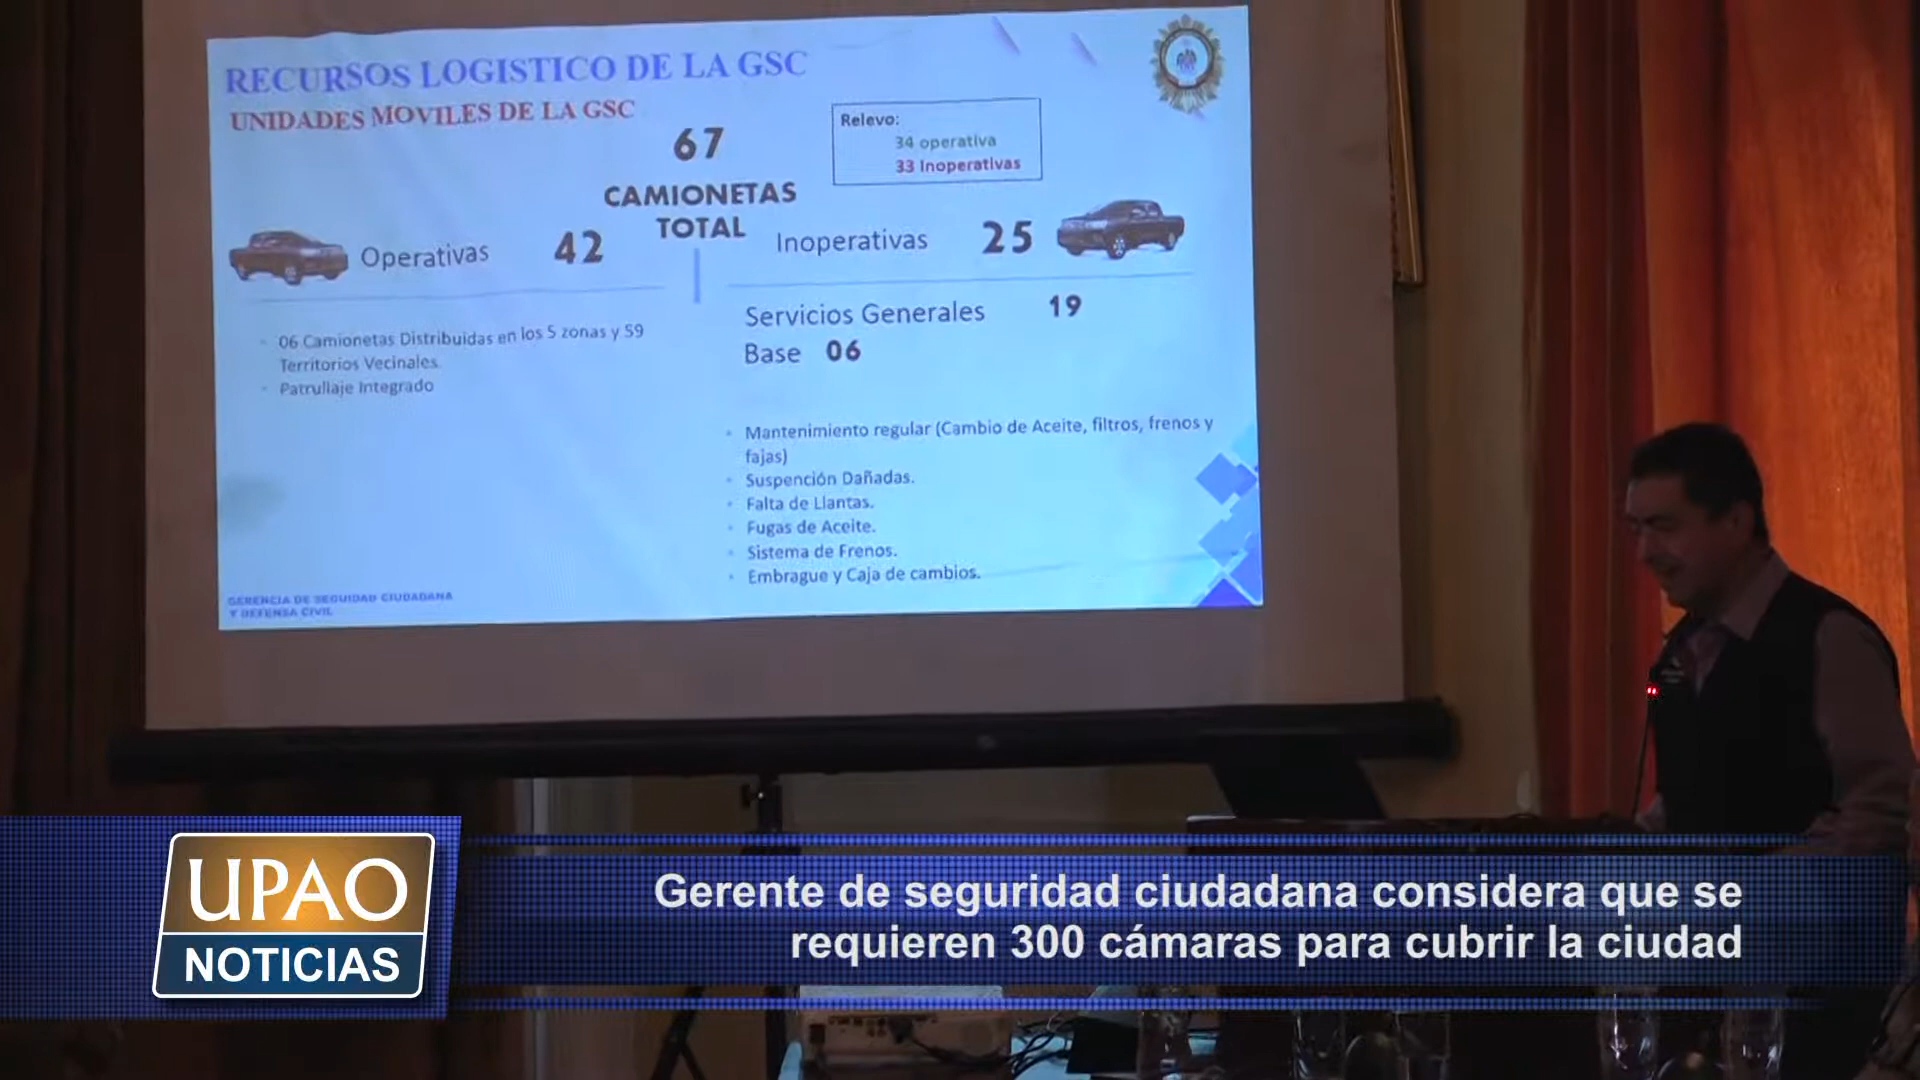 RECURSOS LOGISTICO DE LA GSC
UNIDADES MOVILES DE LA GSC
67
CAMIONETAS
TOTAL
Relevo:
34 operativa
33 Inoperativas
Operativas 42
Inoperativas 25
06 Camionetas Distribuidas en los 5 zonas y 59
Territorios Vecinales.
Patrullaje Integrado
Servicios Generales 19
Base 06
Mantenimiento regular (Cambio de Aceite, filtros, frenos y
fajas)
Suspención Dañadas.
Falta de Llantas.
Fugas de Aceite.
Sistema de Frenos.
Embrague y Caja de cambios.
GERENCIA DE SEGUIDAD CIUDADANA
Y DEFENSA CIVIL
UPAO
NOTICIAS
Gerente de seguridad ciudadana considera que se
requieren 300 cámaras para cubrir la ciudad